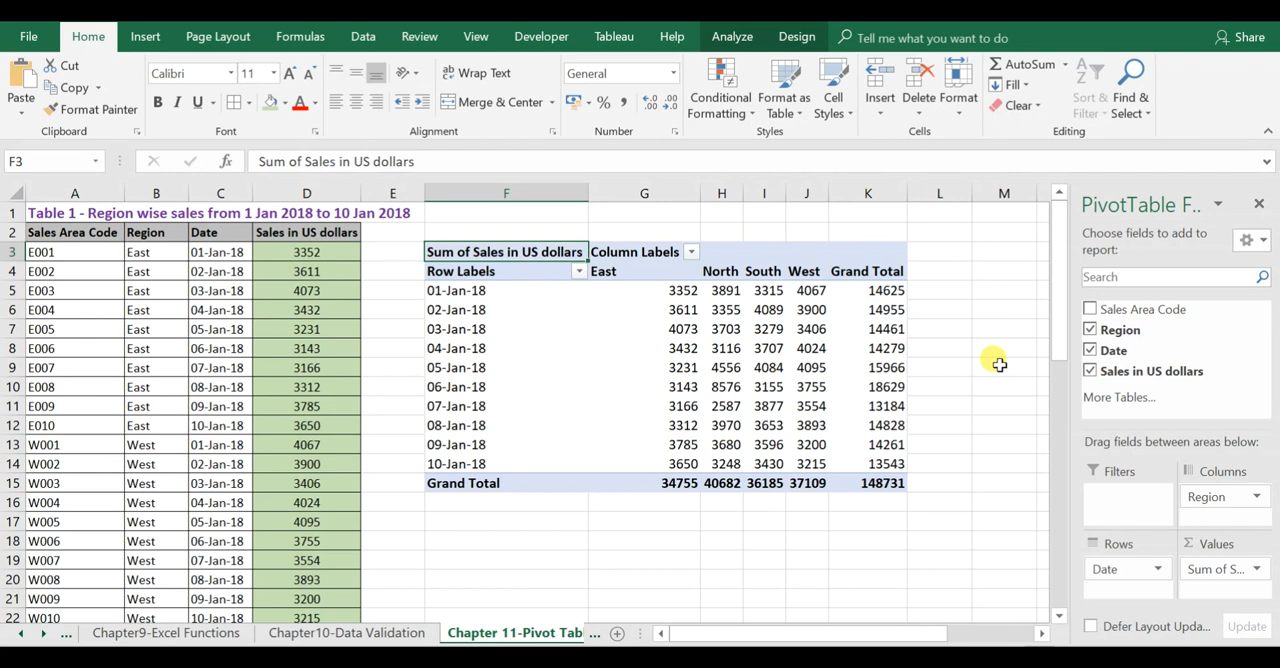 File Home Insert Page Layout Formulas Data Review View Developer Tableau Help Analyze Design Tell me what you want to do Share
Cut
Copy
Format Painter
Paste
Clipboard
Calibri 11 A A
B I U A
Font
Wrap Text
Merge & Center
Alignment
General
% ,
Number
Conditional Formatting
Format as Table
Cell Styles
Styles
Insert Delete Format
Cells
AutoSum
Fill
Clear
Sort & Filter
Find & Select
Editing
F3 fx Sum of Sales in US dollars
A B C D E F G H I J K L M
1 Table 1 - Region wise sales from 1 Jan 2018 to 10 Jan 2018
2 Sales Area Code Region Date Sales in US dollars
3 E001 East 01-Jan-18 3352 Sum of Sales in US dollars Column Labels
4 E002 East 02-Jan-18 3611 Row Labels East North South West Grand Total
5 E003 East 03-Jan-18 4073 01-Jan-18 3352 3891 3315 4067 14625
6 E004 East 04-Jan-18 3432 02-Jan-18 3611 3355 4089 3900 14955
7 E005 East 05-Jan-18 3231 03-Jan-18 4073 3703 3279 3406 14461
8 E006 East 06-Jan-18 3143 04-Jan-18 3432 3116 3707 4024 14279
9 E007 East 07-Jan-18 3166 05-Jan-18 3231 4556 4084 4095 15966
10 E008 East 08-Jan-18 3312 06-Jan-18 3143 8576 3155 3755 18629
11 E009 East 09-Jan-18 3785 07-Jan-18 3166 2587 3877 3554 13184
12 E010 East 10-Jan-18 3650 08-Jan-18 3312 3970 3653 3893 14828
13 W001 West 01-Jan-18 4067 09-Jan-18 3785 3680 3596 3200 14261
14 W002 West 02-Jan-18 3900 10-Jan-18 3650 3248 3430 3215 13543
15 W003 West 03-Jan-18 3406 Grand Total 34755 40682 36185 37109 148731
16 W004 West 04-Jan-18 4024
17 W005 West 05-Jan-18 4095
18 W006 West 06-Jan-18 3755
19 W007 West 07-Jan-18 3554
20 W008 West 08-Jan-18 3893
21 W009 West 09-Jan-18 3200
22 W010 West 10-Jan-18 3215
... Chapter9-Excel Functions Chapter10-Data Validation Chapter 11-Pivot Tab ...
PivotTable F..
Choose fields to add to
report:
Search
Sales Area Code
Region
Date
Sales in US dollars
More Tables...
Drag fields between areas below:
Filters Columns
Region
Rows Σ Values
Date Sum of S...
Defer Layout Upda... Update